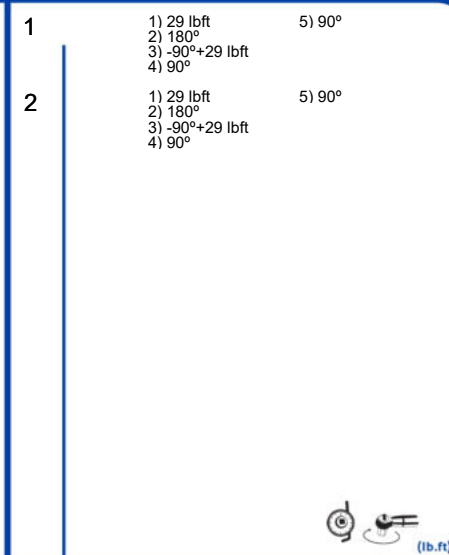 1 1) 29 lbft 5) 90º
2) 180º
3) -90º+29 lbft
4) 90º
2 1) 29 lbft 5) 90º
2) 180º
3) -90º+29 lbft
4) 90º
(lb.ft)